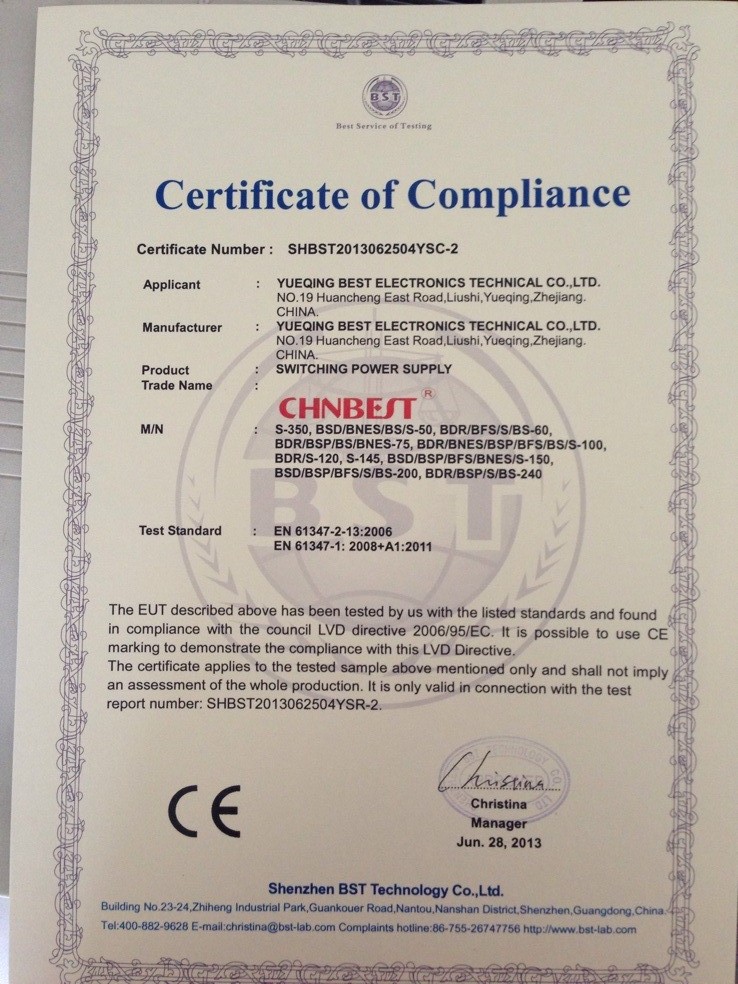 BST
Best Service of Testing
Certificate of Compliance
Certificate Number : SHBST2013062504YSC-2
Applicant : YUEQING BEST ELECTRONICS TECHNICAL CO.,LTD.
NO.19 Huancheng East Road,Liushi,Yueqing,Zhejiang.
CHINA.
Manufacturer : YUEQING BEST ELECTRONICS TECHNICAL CO.,LTD.
NO.19 Huancheng East Road,Liushi,Yueqing,Zhejiang.
CHINA.
Product : SWITCHING POWER SUPPLY
Trade Name :
CHNBEST®
M/N : S-350, BSD/BNES/BS/S-50, BDR/BFS/S/BS-60,
BDR/BSP/BS/BNES-75, BDR/BNES/BSP/BFS/BS/S-100,
BDR/S-120, S-145, BSD/BSP/BFS/BNES/S-150,
BSD/BSP/BFS/S/BS-200, BDR/BSP/S/BS-240
BST
Test Standard : EN 61347-2-13:2006
EN 61347-1: 2008+A1:2011
The EUT described above has been tested by us with the listed standards and found
in compliance with the council LVD directive 2006/95/EC. It is possible to use CE
marking to demonstrate the compliance with this LVD Directive.
The certificate applies to the tested sample above mentioned only and shall not imply
an assessment of the whole production. It is only valid in connection with the test
report number: SHBST2013062504YSR-2.
CE
Christina
Christina
Manager
Jun. 28, 2013
Shenzhen BST Technology Co.,Ltd.
Building No.23-24,Zhiheng Industrial Park,Guankouer Road,Nantou,Nanshan District,Shenzhen,Guangdong,China.
Tel:400-882-9628 E-mail:christina@bst-lab.com Complaints hotline:86-755-26747756 http://www.bst-lab.com